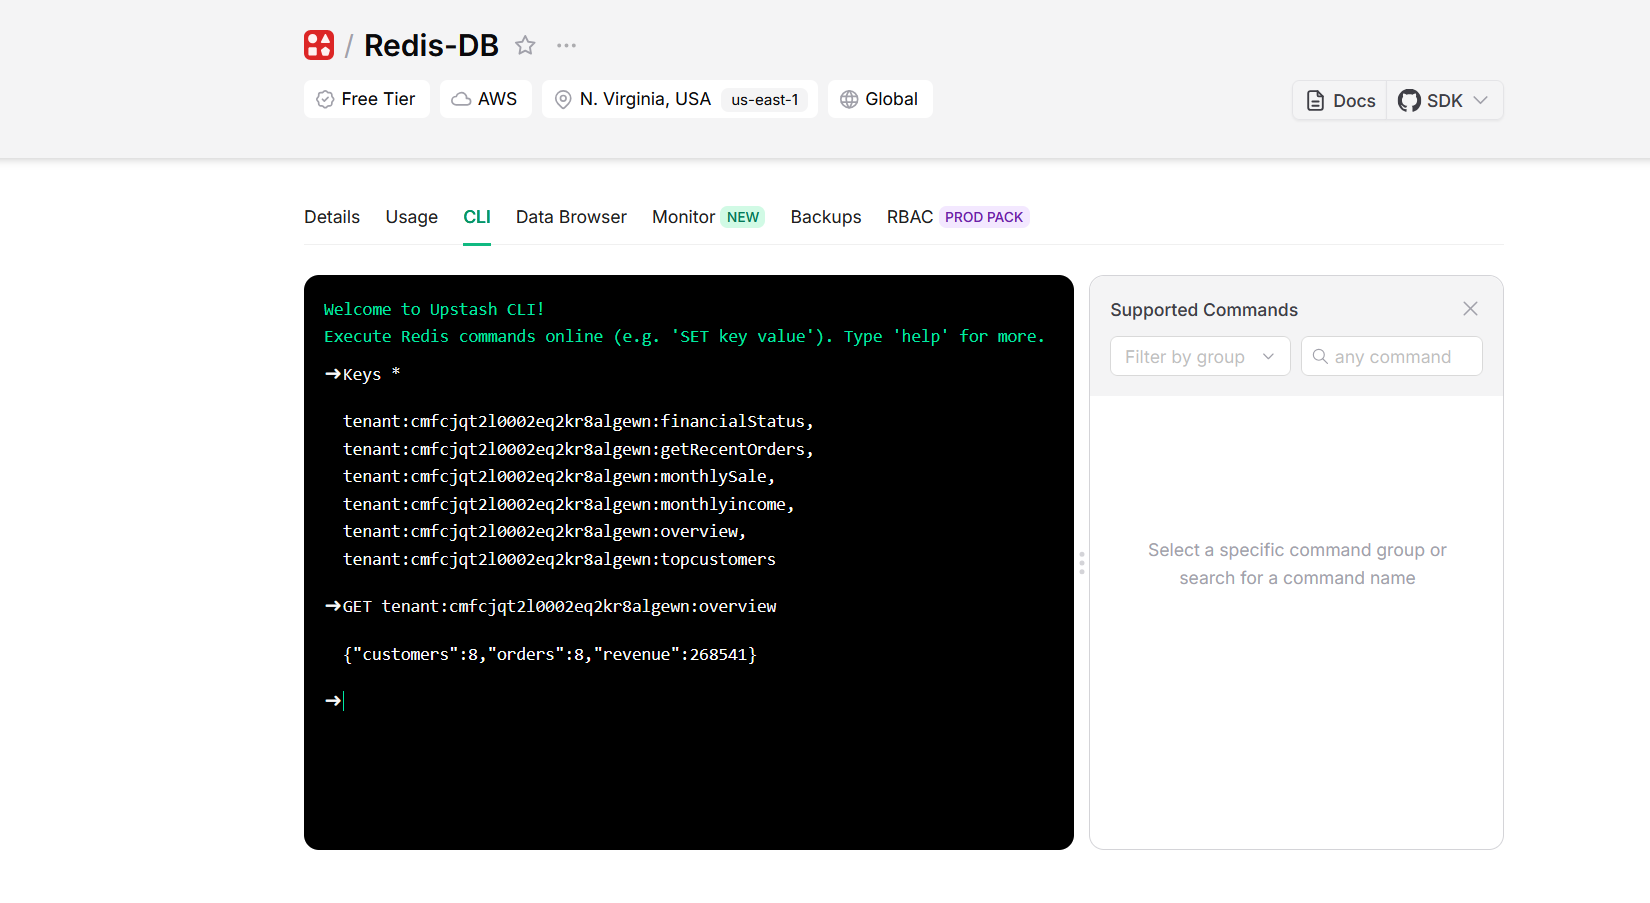 / Redis-DB
Free Tier AWS N. Virginia, USA us-east-1 Global
Docs SDK
Details Usage CLI Data Browser Monitor NEW Backups RBAC PROD PACK
Welcome to Upstash CLI!
Execute Redis commands online (e.g. 'SET key value'). Type 'help' for more.
➜Keys *
tenant:cmfcjqt2l0002eq2kr8algewn:financialStatus,
tenant:cmfcjqt2l0002eq2kr8algewn:getRecentOrders,
tenant:cmfcjqt2l0002eq2kr8algewn:monthlySale,
tenant:cmfcjqt2l0002eq2kr8algewn:monthlyincome,
tenant:cmfcjqt2l0002eq2kr8algewn:overview,
tenant:cmfcjqt2l0002eq2kr8algewn:topcustomers
➜GET tenant:cmfcjqt2l0002eq2kr8algewn:overview
{"customers":8,"orders":8,"revenue":268541}
➜
Supported Commands
Filter by group any command
Select a specific command group or
search for a command name